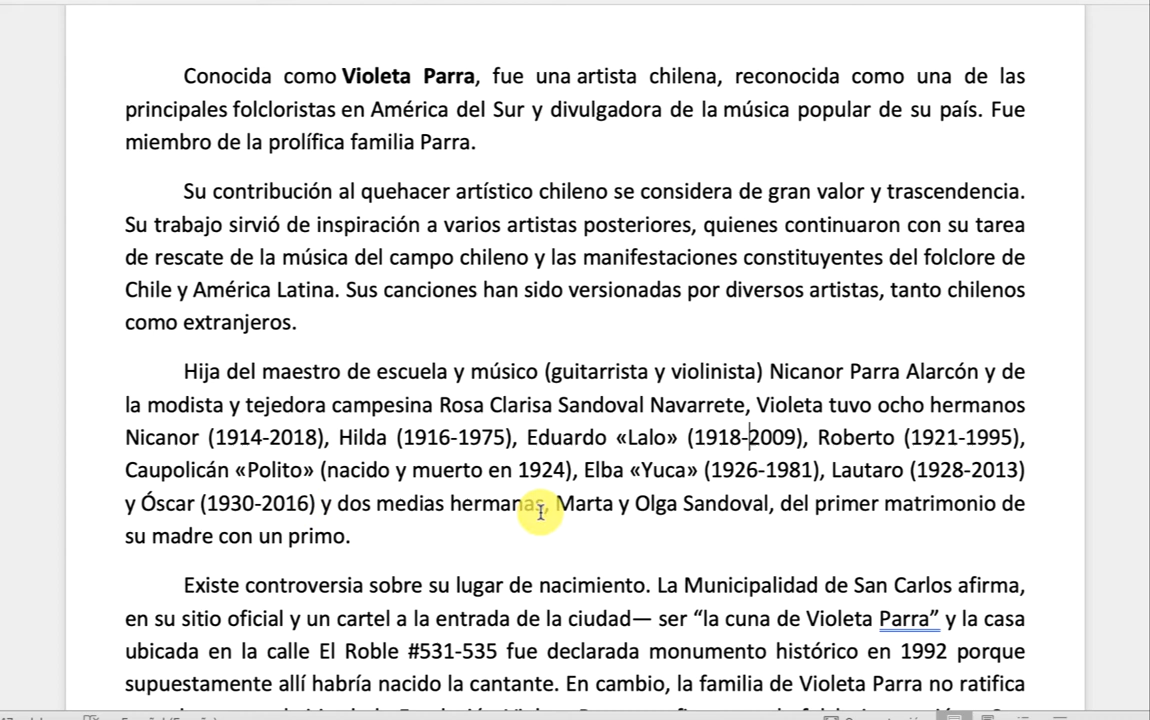 Conocida como Violeta Parra, fue una artista chilena, reconocida como una de las
principales folcloristas en América del Sur y divulgadora de la música popular de su país. Fue
miembro de la prolífica familia Parra.
Su contribución al quehacer artístico chileno se considera de gran valor y trascendencia.
Su trabajo sirvió de inspiración a varios artistas posteriores, quienes continuaron con su tarea
de rescate de la música del campo chileno y las manifestaciones constituyentes del folclore de
Chile y América Latina. Sus canciones han sido versionadas por diversos artistas, tanto chilenos
como extranjeros.
Hija del maestro de escuela y músico (guitarrista y violinista) Nicanor Parra Alarcón y de
la modista y tejedora campesina Rosa Clarisa Sandoval Navarrete, Violeta tuvo ocho hermanos
Nicanor (1914-2018), Hilda (1916-1975), Eduardo «Lalo» (1918-2009), Roberto (1921-1995),
Caupolicán «Polito» (nacido y muerto en 1924), Elba «Yuca» (1926-1981), Lautaro (1928-2013)
y Óscar (1930-2016) y dos medias hermanas, Marta y Olga Sandoval, del primer matrimonio de
su madre con un primo.
Existe controversia sobre su lugar de nacimiento. La Municipalidad de San Carlos afirma,
en su sitio oficial y un cartel a la entrada de la ciudad— ser “la cuna de Violeta Parra” y la casa
ubicada en la calle El Roble #531-535 fue declarada monumento histórico en 1992 porque
supuestamente allí habría nacido la cantante. En cambio, la familia de Violeta Parra no ratifica